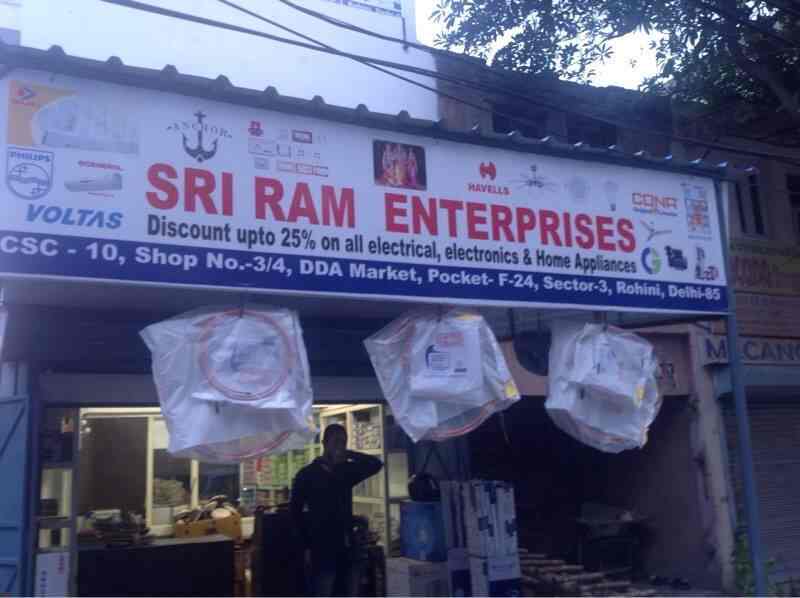 ANCHOR
PHILIPS
VOLTAS
HAVELLS
CONA
SRI RAM ENTERPRISES
Discount upto 25% on all electrical, electronics & Home Appliances
CSC - 10, Shop No.-3/4, DDA Market, Pocket- F-24, Sector-3, Rohini, Delhi-85